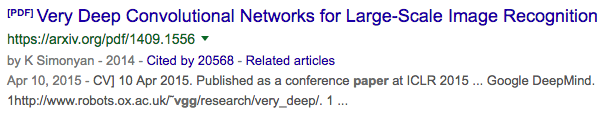 [PDF] Very Deep Convolutional Networks for Large-Scale Image Recognition
https://arxiv.org/pdf/1409.1556
by K Simonyan - 2014 - Cited by 20568 - Related articles
Apr 10, 2015 - CV] 10 Apr 2015. Published as a conference paper at ICLR 2015 ... Google DeepMind.
1http://www.robots.ox.ac.uk/˜vgg/research/very_deep/. 1 ...